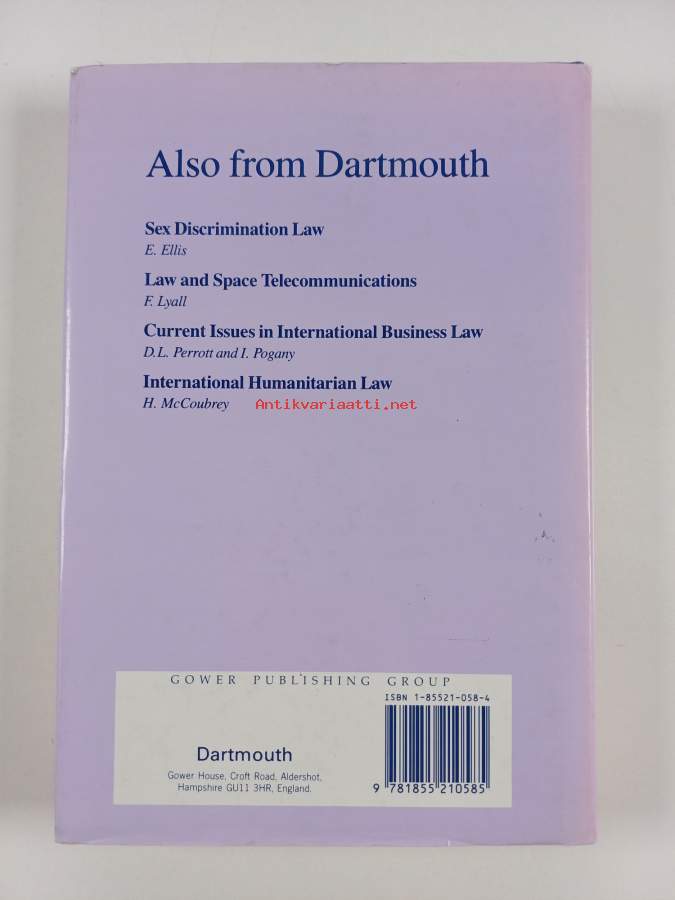 Also from Dartmouth
Sex Discrimination Law
E. Ellis
Law and Space Telecommunications
F. Lyall
Current Issues in International Business Law
D.L. Perrott and I. Pogany
International Humanitarian Law
H. McCoubrey
Antikvariaatti.net
GOWER PUBLISHING GROUP
ISBN 1-85521-058-4
Dartmouth
Gower House, Croft Road, Aldershot,
Hampshire GU11 3HR, England.
9 781855 210585